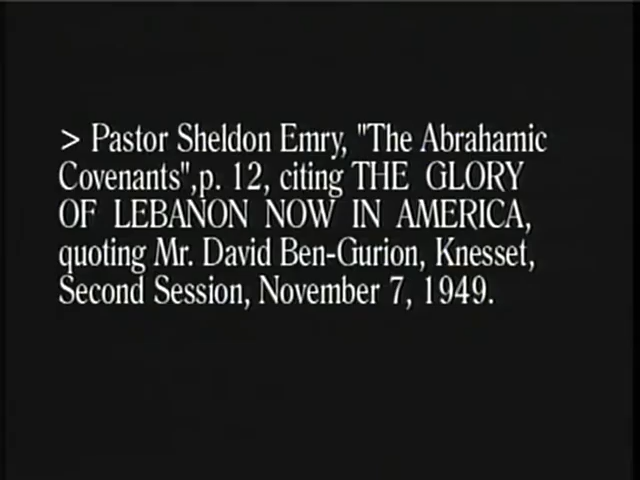 > Pastor Sheldon Emry, "The Abrahamic
Covenants",p. 12, citing THE GLORY
OF LEBANON NOW IN AMERICA,
quoting Mr. David Ben-Gurion, Knesset,
Second Session, November 7, 1949.